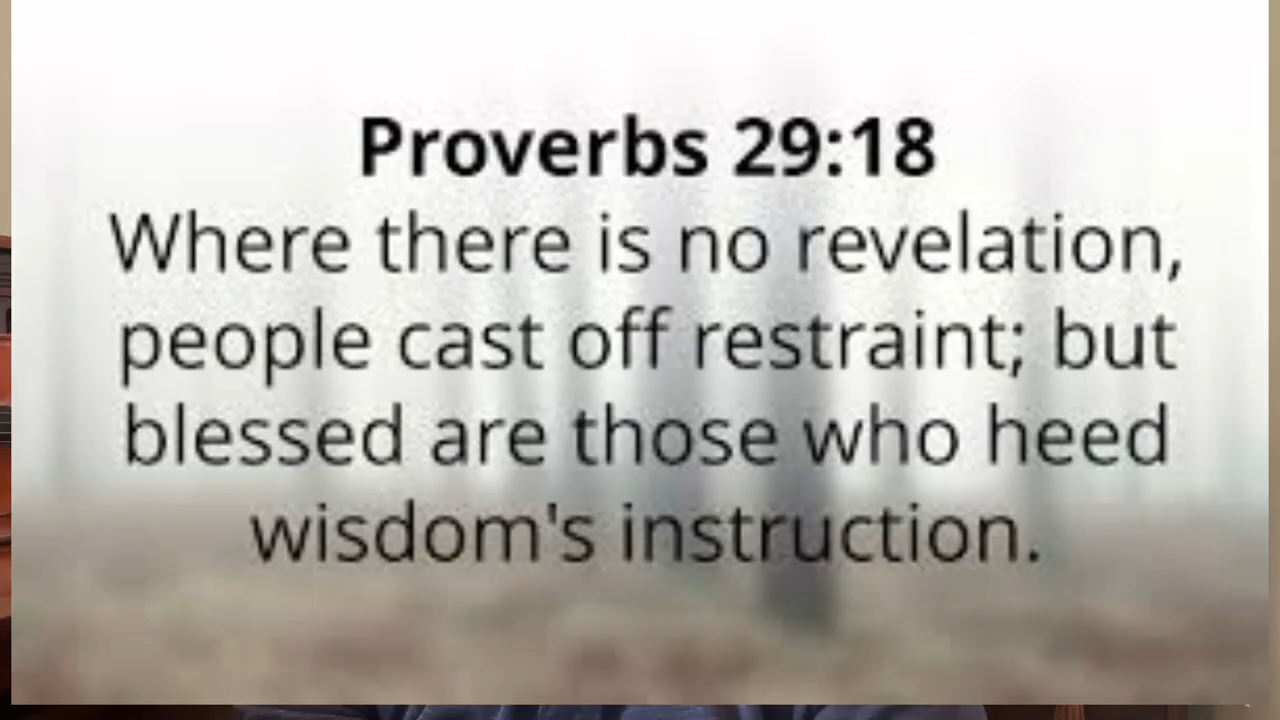 Proverbs 29:18
Where there is no revelation,
people cast off restraint; but
blessed are those who heed
wisdom's instruction.